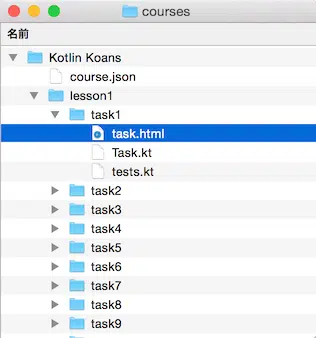 courses
名前
Kotlin Koans
course.json
lesson1
task1
task.html
Task.kt
tests.kt
task2
task3
task4
task5
task6
task7
task8
task9